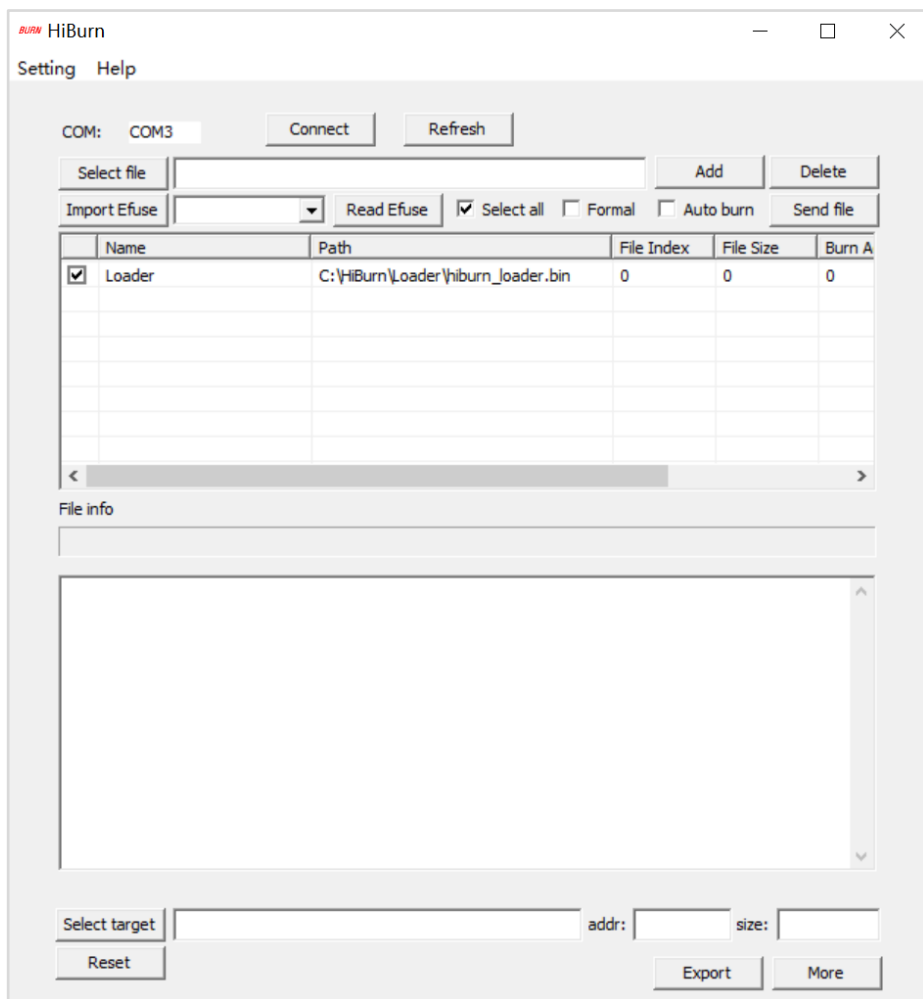 BURN HiBurn
Setting Help
COM: COM3 Connect Refresh
Select file Add Delete
Import Efuse Read Efuse Select all Formal Auto burn Send file
Name Path File Index File Size Burn A
Loader C:\HiBurn\Loader\hiburn_loader.bin 0 0 0
File info
Select target addr: size:
Reset
Export More